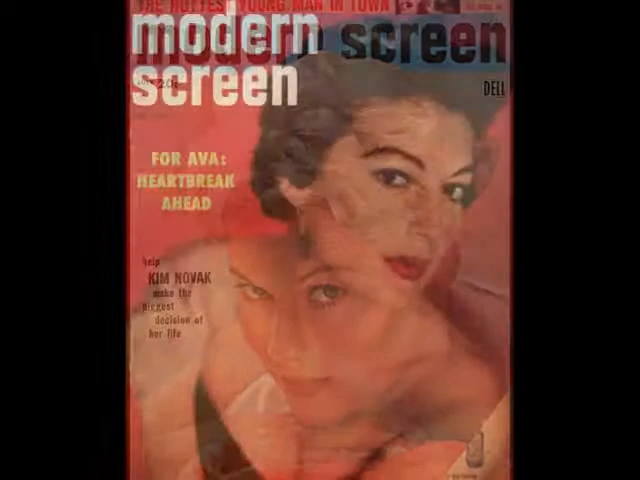 THE HOTTEST YOUNG MAN IN TOWN
modern
modern screen
screen
20¢
DELL
FOR AVA:
HEARTBREAK
AHEAD
help
KIM NOVAK
make the
biggest
decision of
her life